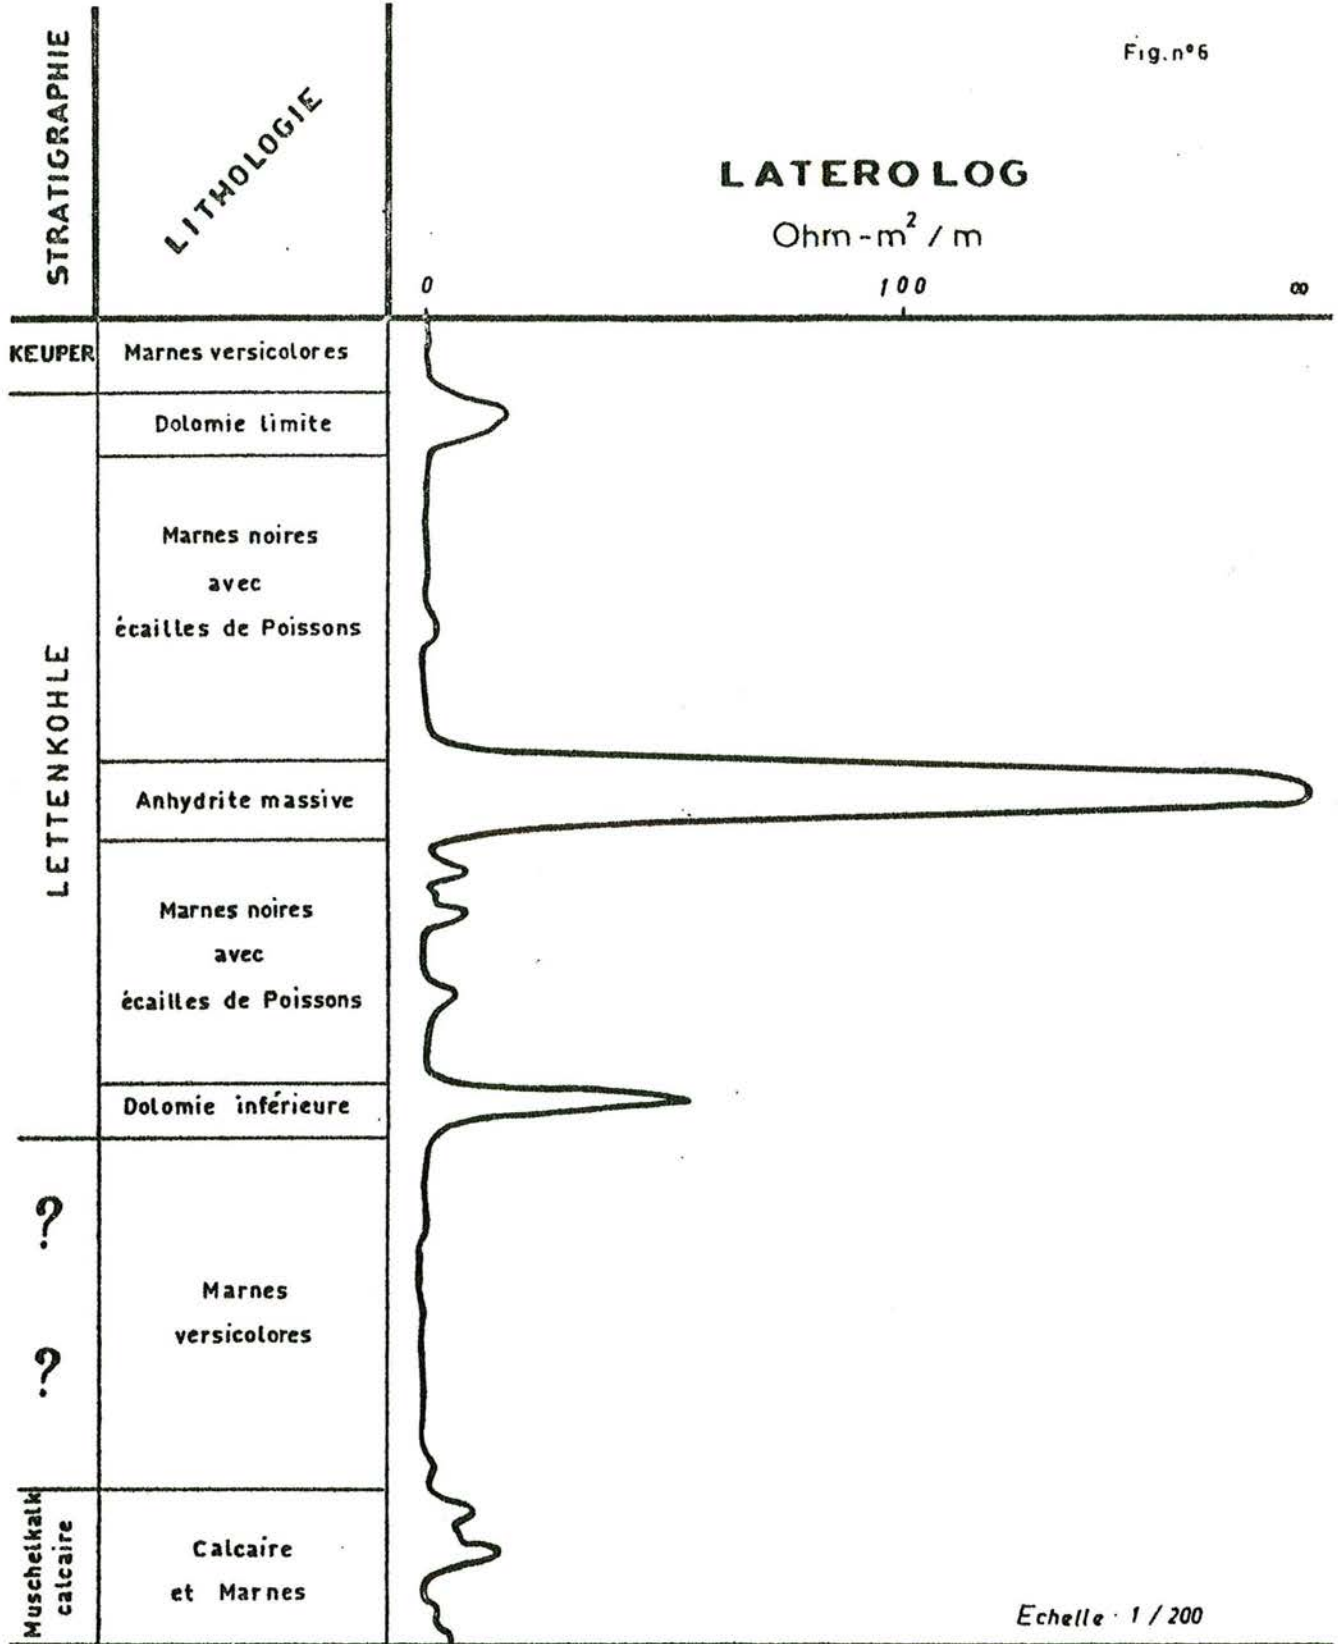 Fig.n°6
STRATIGRAPHIE
LITHOLOGIE
LATEROLOG
Ohm-m² / m
0 100 ∞
KEUPER
Marnes versicolores
LETTENKOHLE
Dolomie limite
Marnes noires
avec
écailles de Poissons
Anhydrite massive
Marnes noires
avec
écailles de Poissons
Dolomie inférieure
?
?
Marnes
versicolores
Muschelkalk
calcaire
Calcaire
et Marnes
Echelle · 1 / 200